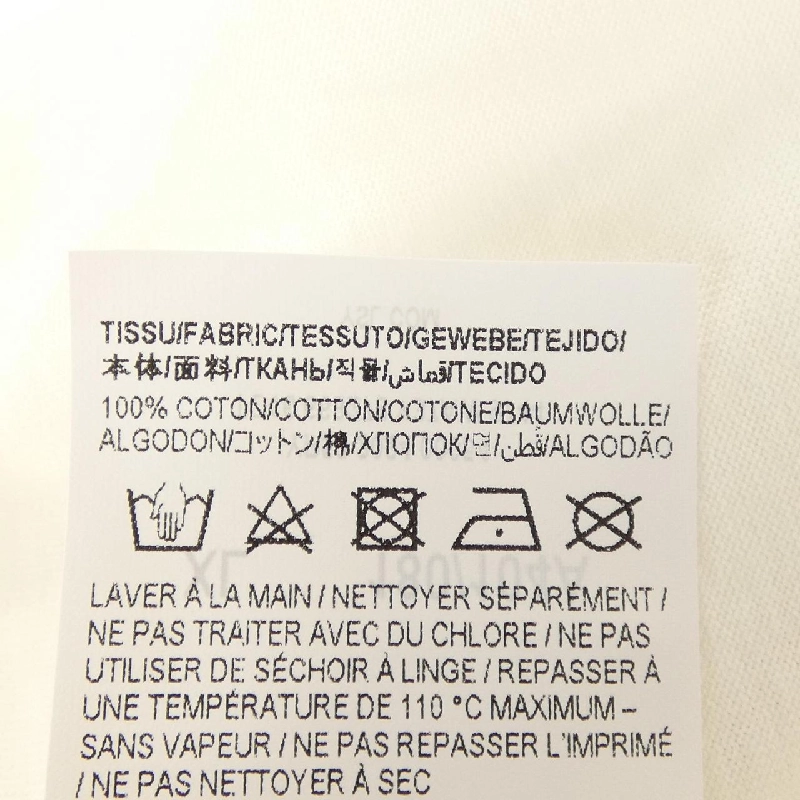 TISSU/FABRIC/TESSUTO/GEWEBE/TEJIDO/
本体/面料/ТКАНЬ/직물/قماش/TECIDO
100% COTON/COTTON/COTONE/BAUMWOLLE/
ALGODON/コットン/棉/ХЛОПОК/면/قطن/ALGODÃO
XL 180/104A
LAVER À LA MAIN / NETTOYER SÉPARÉMENT /
NE PAS TRAITER AVEC DU CHLORE / NE PAS
UTILISER DE SÉCHOIR À LINGE / REPASSER À
UNE TEMPÉRATURE DE 110 °C MAXIMUM –
SANS VAPEUR / NE PAS REPASSER L'IMPRIMÉ
/ NE PAS NETTOYER À SEC